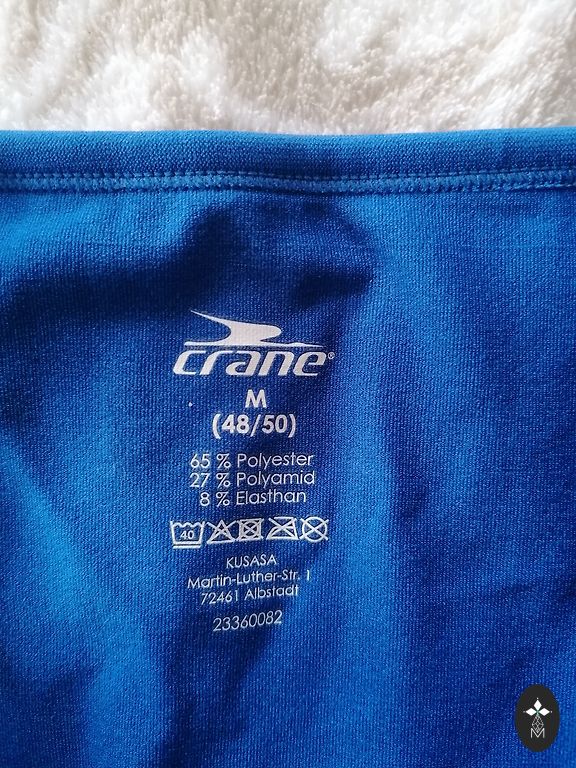 crane®
M
(48/50)
65 % Polyester
27 % Polyamid
8 % Elasthan
40
KUSASA
Martin-Luther-Str. 1
72461 Albstadt
23360082
M